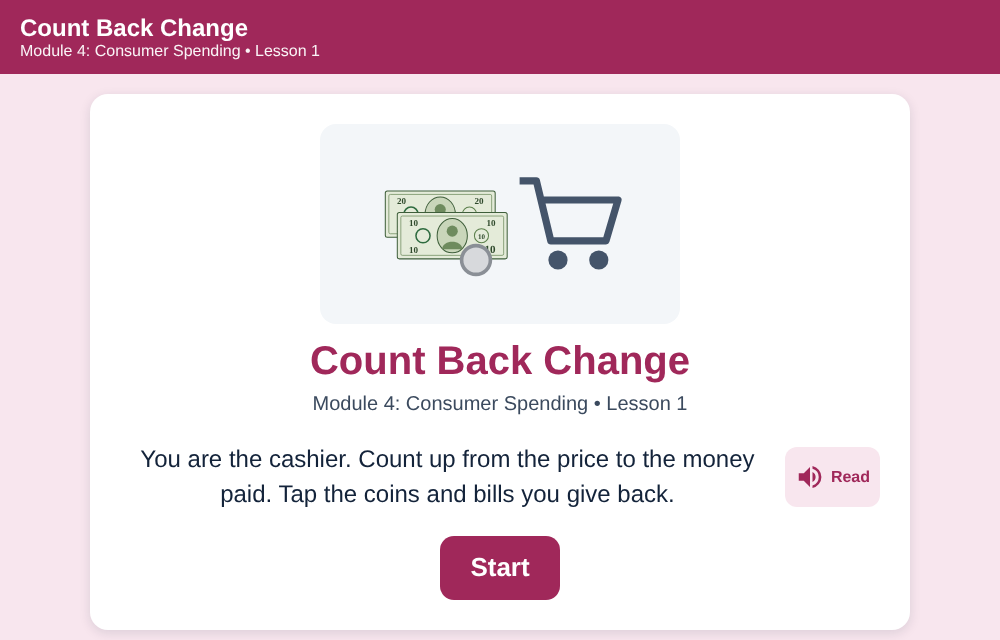 Count Back Change
Module 4: Consumer Spending • Lesson 1
20 20
10 10
10
10 10
Count Back Change
Module 4: Consumer Spending • Lesson 1
You are the cashier. Count up from the price to the money
paid. Tap the coins and bills you give back.
Read
Start